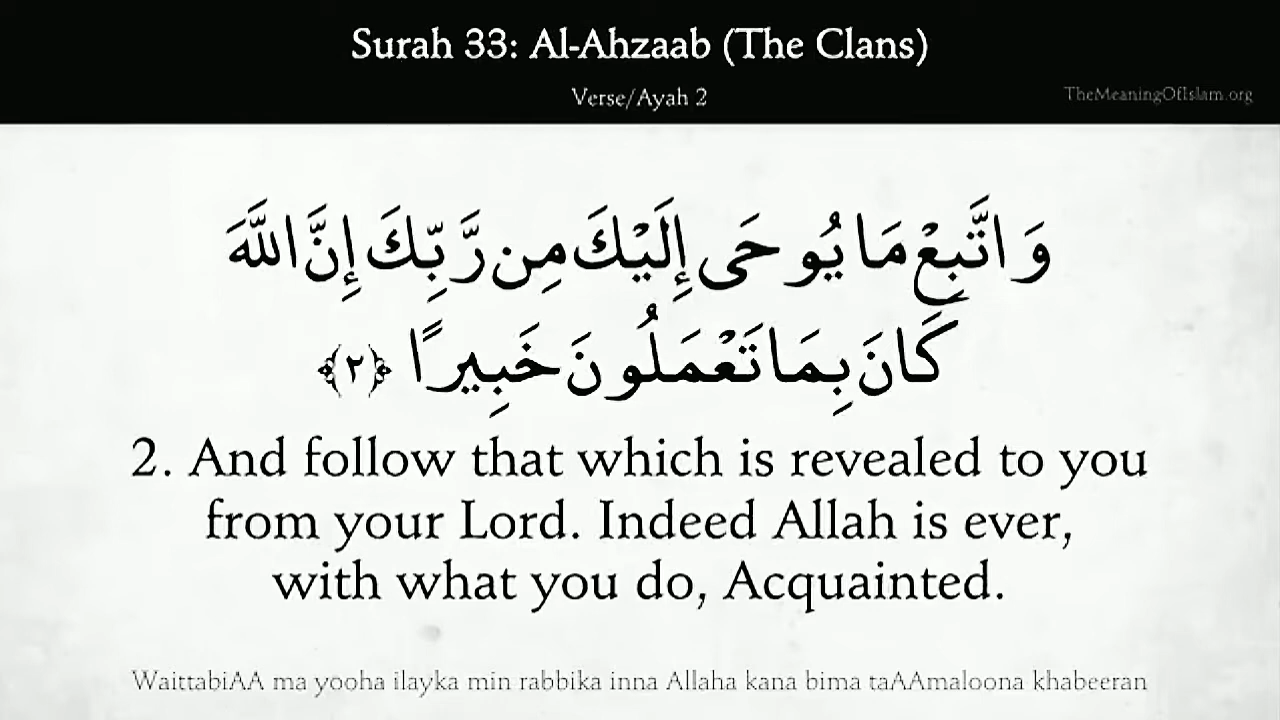 Surah 33: Al-Ahzaab (The Clans)
Verse/Ayah 2
TheMeaningOfIslam.org
وَاتَّبِعْ مَا يُوحَى إِلَيْكَ مِن رَّبِّكَ إِنَّ اللَّهَ
كَانَ بِمَا تَعْمَلُونَ خَبِيرًا ﴿٢﴾
2. And follow that which is revealed to you
from your Lord. Indeed Allah is ever,
with what you do, Acquainted.
WaittabiAA ma yooha ilayka min rabbika inna Allaha kana bima taAAmaloona khabeeran